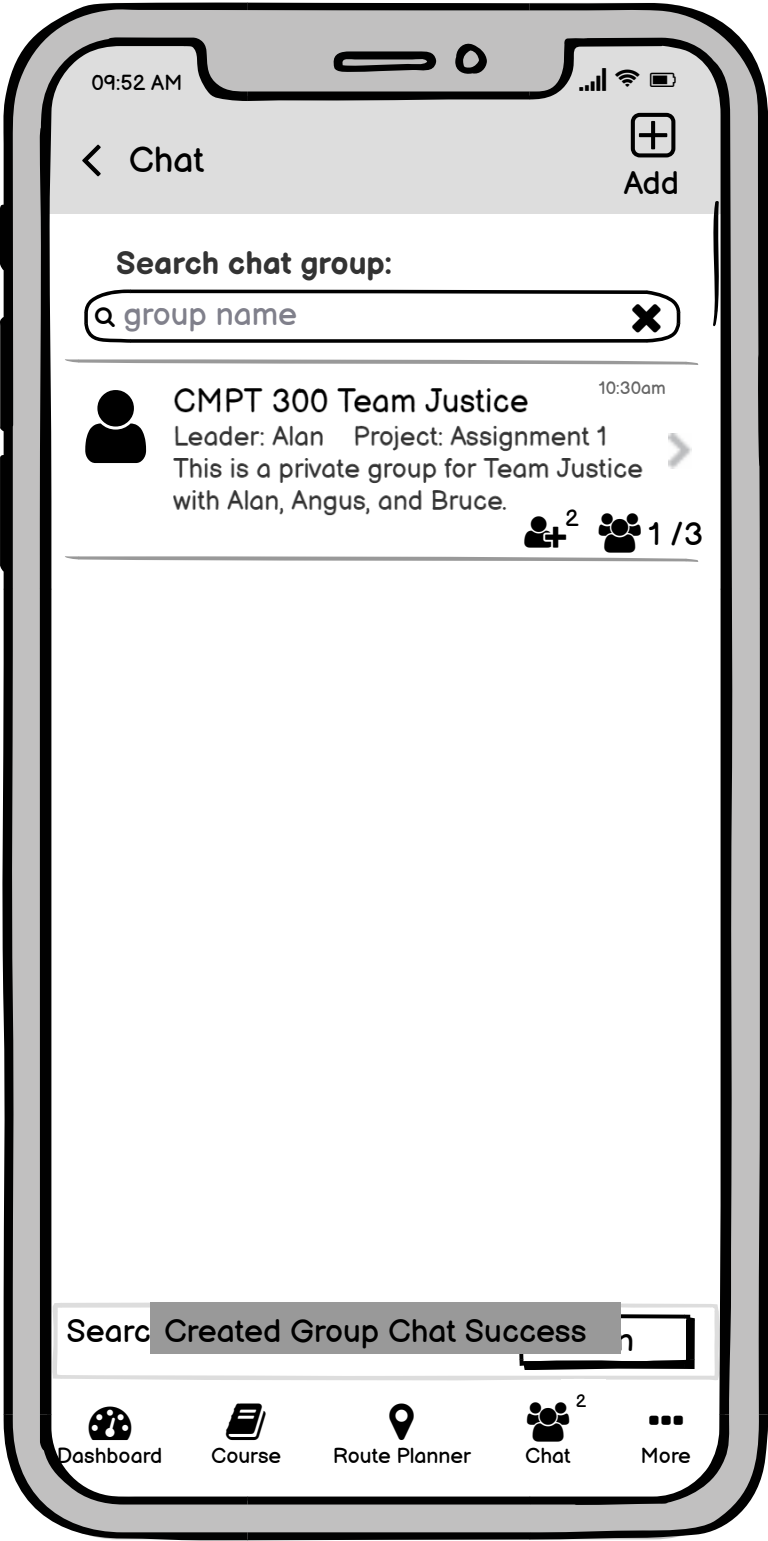 09:52 AM
Chat
Add
Search chat group:
group name
CMPT 300 Team Justice
10:30am
Leader: Alan Project: Assignment 1
This is a private group for Team Justice
with Alan, Angus, and Bruce.
2
1 /3
Searc Created Group Chat Success n
2
Dashboard Course Route Planner Chat More